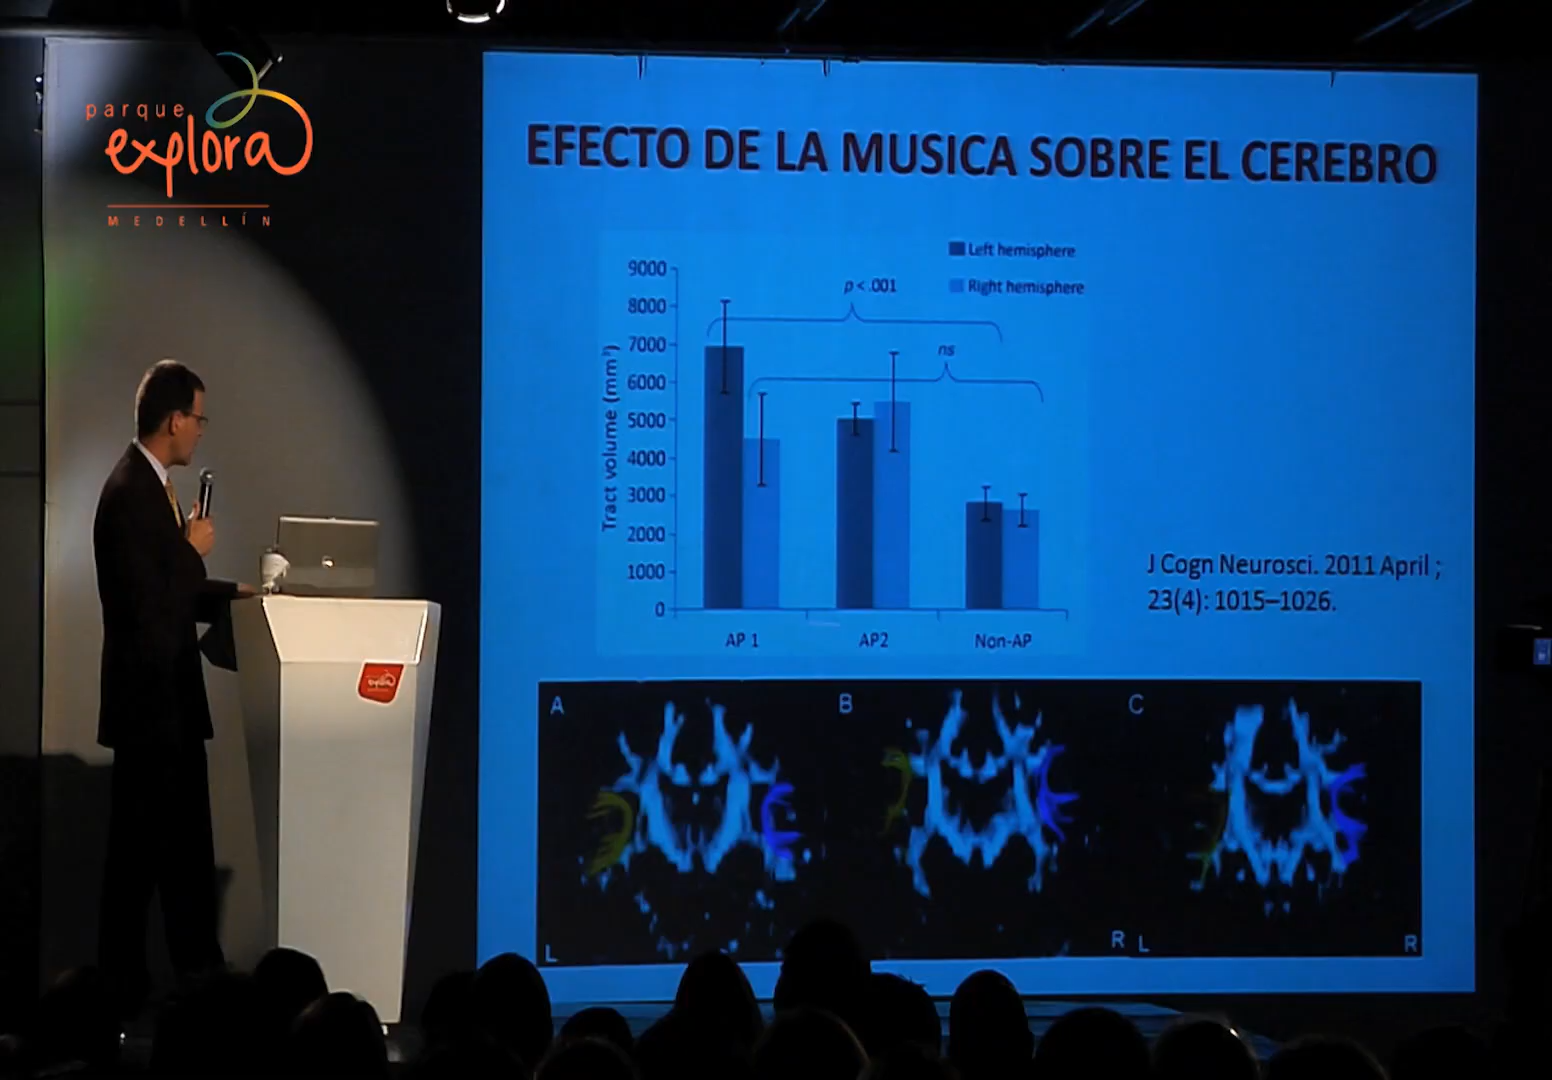 parque
explora
MEDELLÍN
EFECTO DE LA MUSICA SOBRE EL CEREBRO
Left hemisphere
Right hemisphere
p < .001
ns
Tract volume (mm³)
9000
8000
7000
6000
5000
4000
3000
2000
1000
0
AP 1
AP2
Non-AP
J Cogn Neurosci. 2011 April ;
23(4): 1015–1026.
A
B
C
L
R
L
R
explora